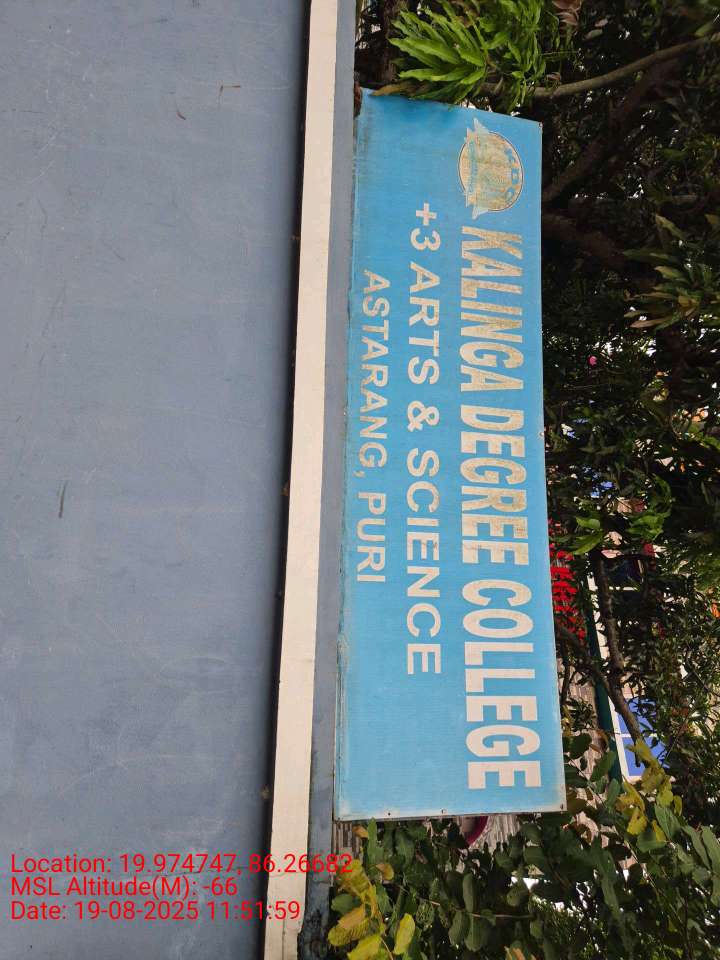 KDC
KALINGA DEGREE COLLEGE
+3 ARTS & SCIENCE
ASTARANG, PURI
Location: 19.974747, 86.26682
MSL Altitude(M): -66
Date: 19-08-2025 11:51:59